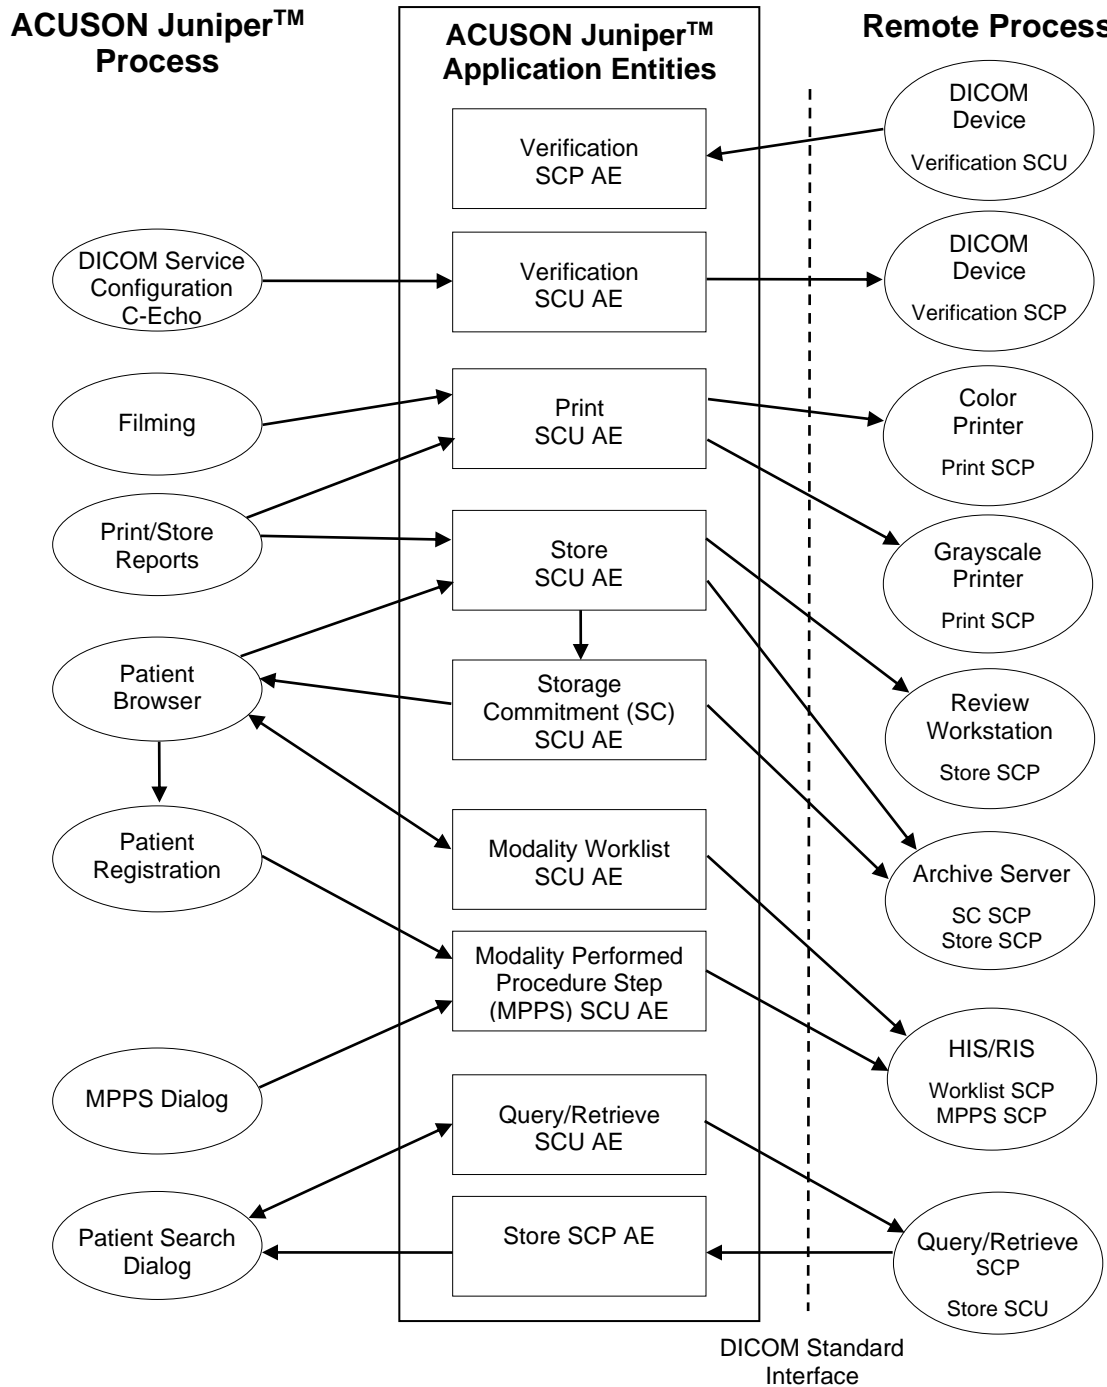 ACUSON Juniper™
Process
ACUSON Juniper™
Application Entities
Remote Process
Verification
SCP AE
DICOM
Device
Verification SCU
DICOM Service
Configuration
C-Echo
Verification
SCU AE
DICOM
Device
Verification SCP
Filming
Print
SCU AE
Color
Printer
Print SCP
Print/Store
Reports
Store
SCU AE
Grayscale
Printer
Print SCP
Patient
Browser
Storage
Commitment (SC)
SCU AE
Review
Workstation
Store SCP
Patient
Registration
Modality Worklist
SCU AE
Archive Server
SC SCP
Store SCP
Modality Performed
Procedure Step
(MPPS) SCU AE
HIS/RIS
Worklist SCP
MPPS SCP
MPPS Dialog
Query/Retrieve
SCU AE
Patient Search
Dialog
Store SCP AE
Query/Retrieve
SCP
Store SCU
DICOM Standard
Interface